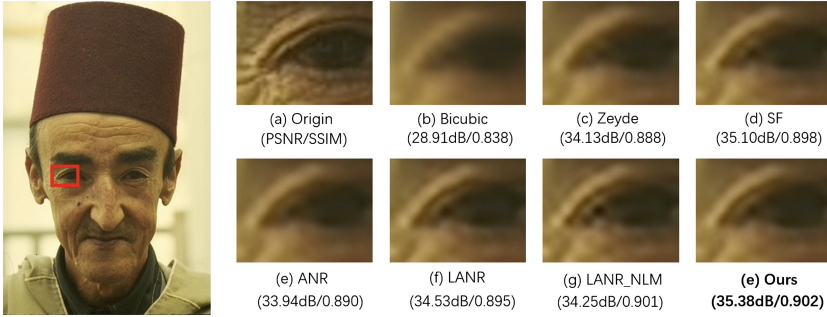 (a) Origin
(PSNR/SSIM)
(b) Bicubic
(28.91dB/0.838)
(c) Zeyde
(34.13dB/0.888)
(d) SF
(35.10dB/0.898)
(e) ANR
(33.94dB/0.890)
(f) LANR
(34.53dB/0.895)
(g) LANR_NLM
(34.25dB/0.901)
(e) Ours
(35.38dB/0.902)